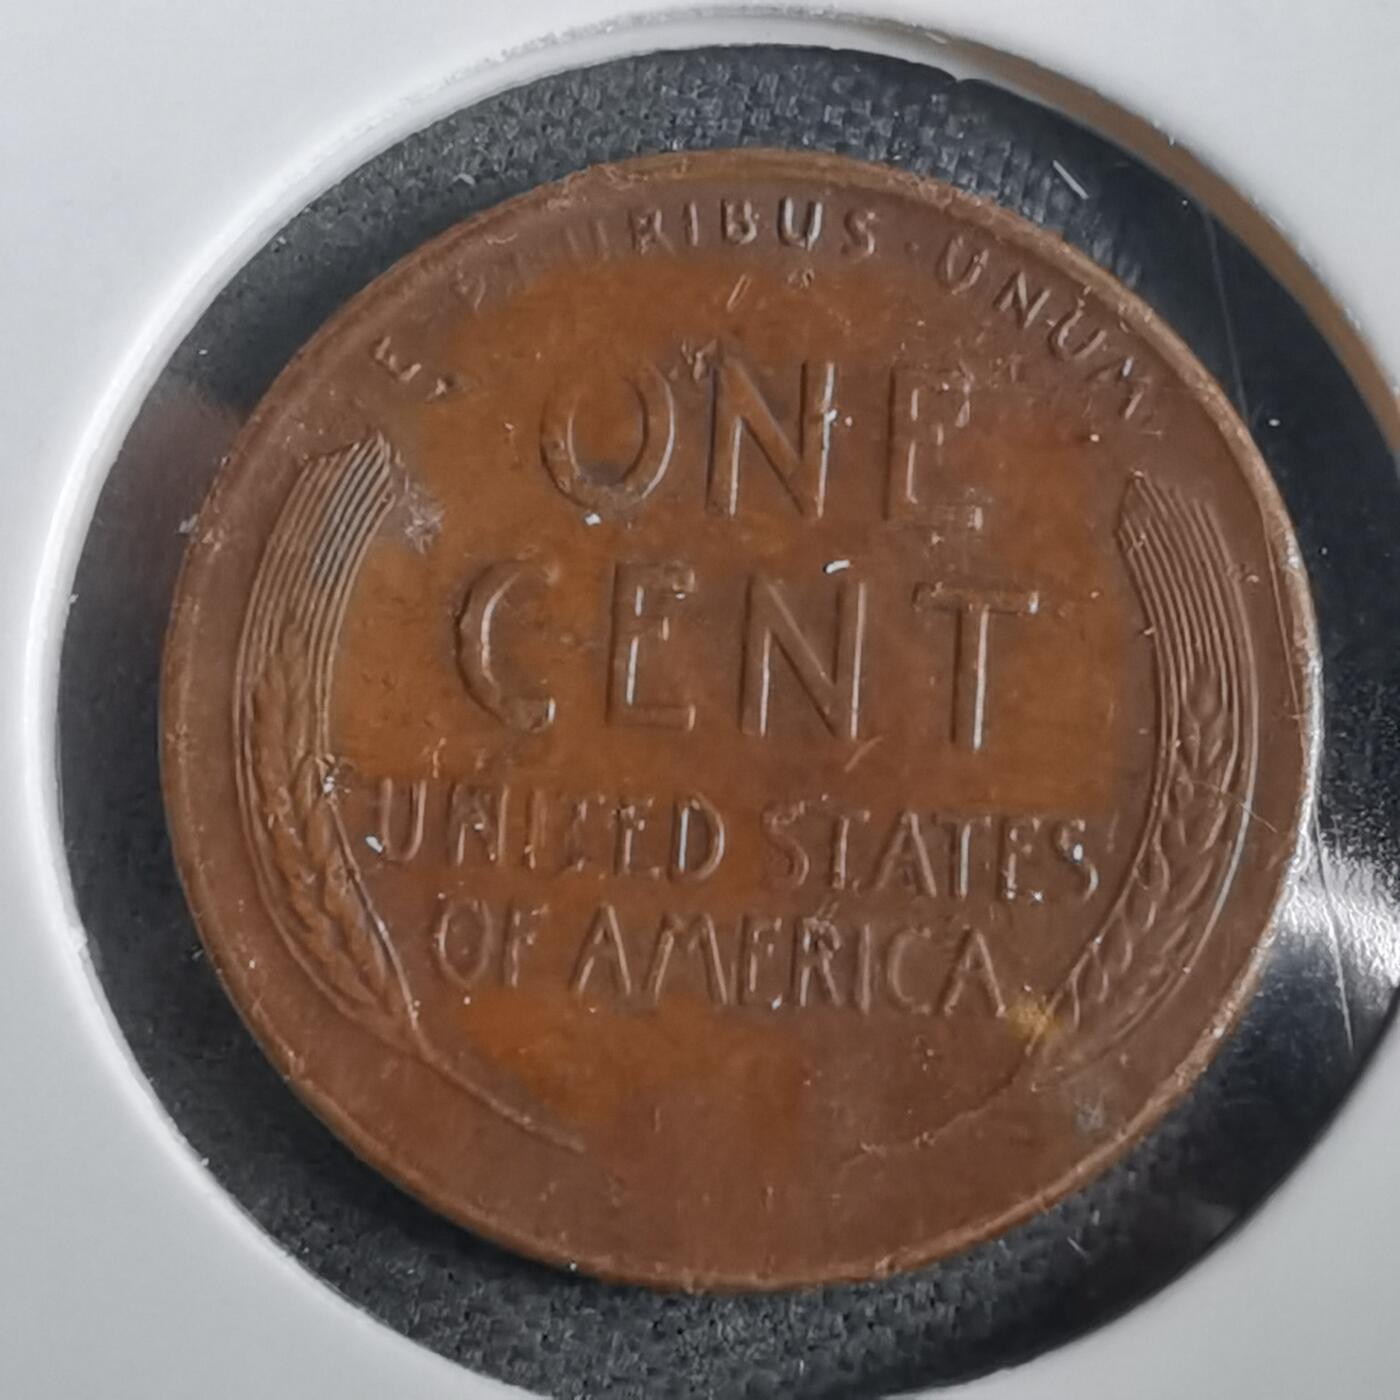 E · PLURIBUS · UNUM
ONE
CENT
UNITED STATES
OF AMERICA